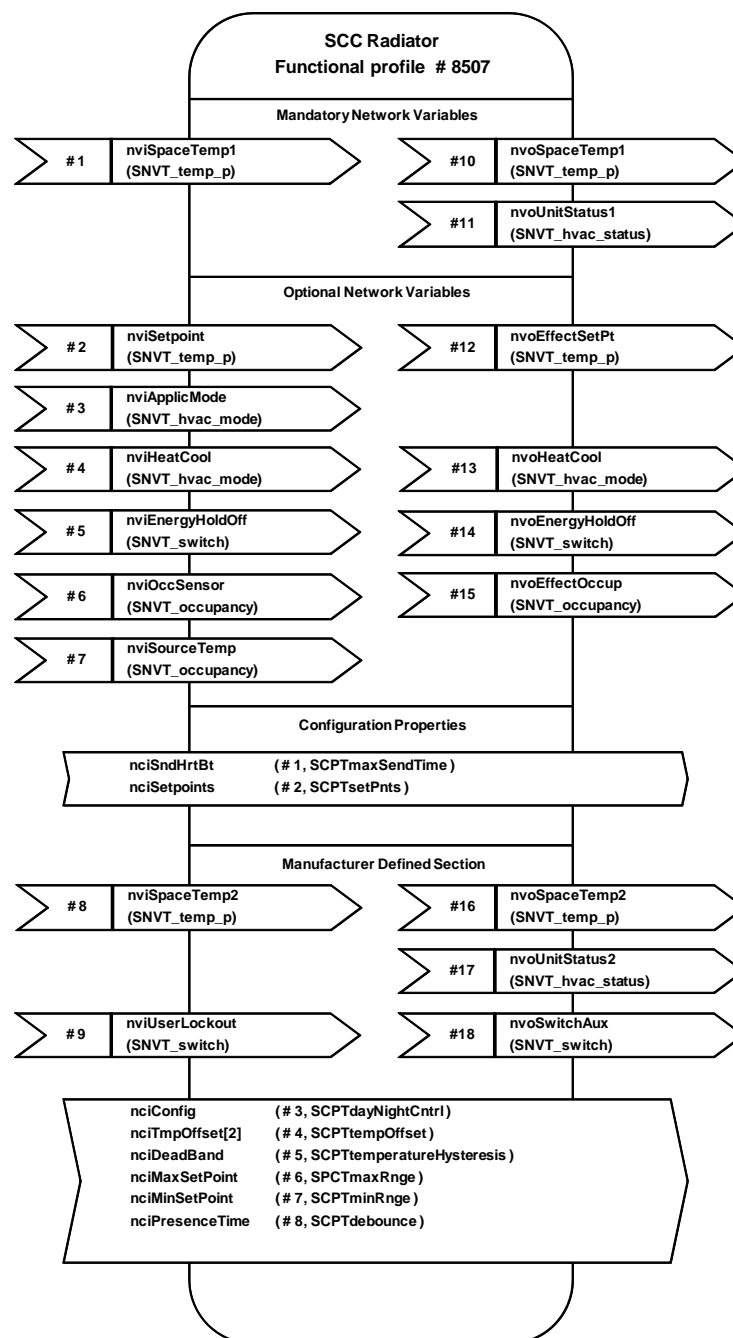 SCC Radiator
Functional profile # 8507
Mandatory Network Variables
# 1
nviSpaceTemp1
(SNVT_temp_p)
#10
nvoSpaceTemp1
(SNVT_temp_p)
#11
nvoUnitStatus1
(SNVT_hvac_status)
Optional Network Variables
# 2
nviSetpoint
(SNVT_temp_p)
#12
nvoEffectSetPt
(SNVT_temp_p)
# 3
nviApplicMode
(SNVT_hvac_mode)
# 4
nviHeatCool
(SNVT_hvac_mode)
#13
nvoHeatCool
(SNVT_hvac_mode)
# 5
nviEnergyHoldOff
(SNVT_switch)
#14
nvoEnergyHoldOff
(SNVT_switch)
# 6
nviOccSensor
(SNVT_occupancy)
#15
nvoEffectOccup
(SNVT_occupancy)
# 7
nviSourceTemp
(SNVT_occupancy)
Configuration Properties
nciSndHrtBt ( # 1, SCPTmaxSendTime )
nciSetpoints ( # 2, SCPTsetPnts )
Manufacturer Defined Section
# 8
nviSpaceTemp2
(SNVT_temp_p)
#16
nvoSpaceTemp2
(SNVT_temp_p)
#17
nvoUnitStatus2
(SNVT_hvac_status)
# 9
nviUserLockout
(SNVT_switch)
#18
nvoSwitchAux
(SNVT_switch)
nciConfig ( # 3, SCPTdayNightCntrl )
nciTmpOffset[2] ( # 4, SCPTtempOffset )
nciDeadBand ( # 5, SCPTtemperatureHysteresis )
nciMaxSetPoint ( # 6, SPCTmaxRnge )
nciMinSetPoint ( # 7, SCPTminRnge )
nciPresenceTime ( # 8, SCPTdebounce )